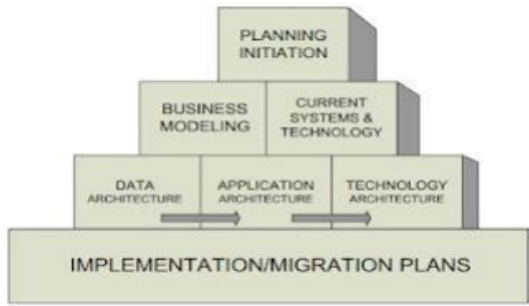 PLANNING
INITIATION
BUSINESS
MODELING
CURRENT
SYSTEMS &
TECHNOLOGY
DATA
ARCHITECTURE
APPLICATION
ARCHITECTURE
TECHNOLOGY
ARCHITECTURE
IMPLEMENTATION/MIGRATION PLANS